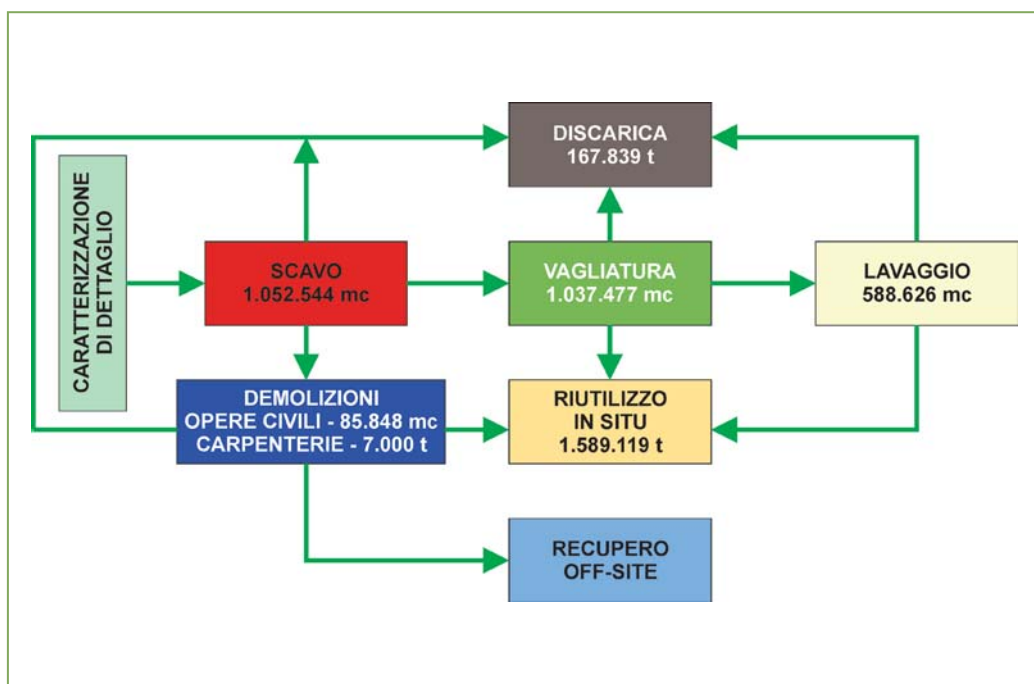 DISCARICA
167.839 t
CARATTERIZZAZIONE
DI DETTAGLIO
SCAVO
1.052.544 mc
VAGLIATURA
1.037.477 mc
LAVAGGIO
588.626 mc
DEMOLIZIONI
OPERE CIVILI - 85.848 mc
CARPENTERIE - 7.000 t
RIUTILIZZO
IN SITU
1.589.119 t
RECUPERO
OFF-SITE